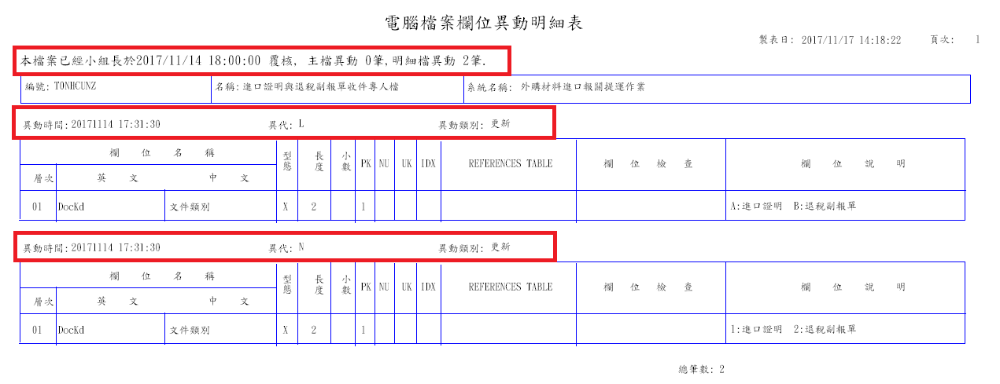 電腦檔案欄位異動明細表
製表日: 2017/11/17 14:18:22 頁次: 1
本檔案已經小組長於2017/11/14 18:00:00 覆核, 主檔異動 0筆,明細檔異動 2筆.
編號: T0NHCUNZ 名稱: 進口證明與退稅副報單收件專人檔 系統名稱: 外購材料進口報關提運作業
異動時間: 20171114 17:31:30 異代: L 異動類別: 更新
欄 位 名 稱 型態 長度 小數 PK NU UK IDX REFERENCES TABLE 欄 位 檢 查 欄 位 說 明
層次 英 文 中 文
01 DocKd 文件類別 X 2 1 A:進口證明 B:退稅副報單
異動時間: 20171114 17:31:30 異代: N 異動類別: 更新
欄 位 名 稱 型態 長度 小數 PK NU UK IDX REFERENCES TABLE 欄 位 檢 查 欄 位 說 明
層次 英 文 中 文
01 DocKd 文件類別 X 2 1 1:進口證明 2:退稅副報單
總筆數: 2